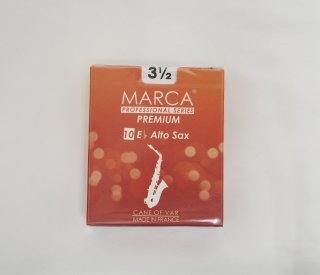 3½
MARCA®
PROFESSIONAL SERIES
PREMIUM
10 E♭ Alto Sax
CANE OF VAR
MADE IN FRANCE